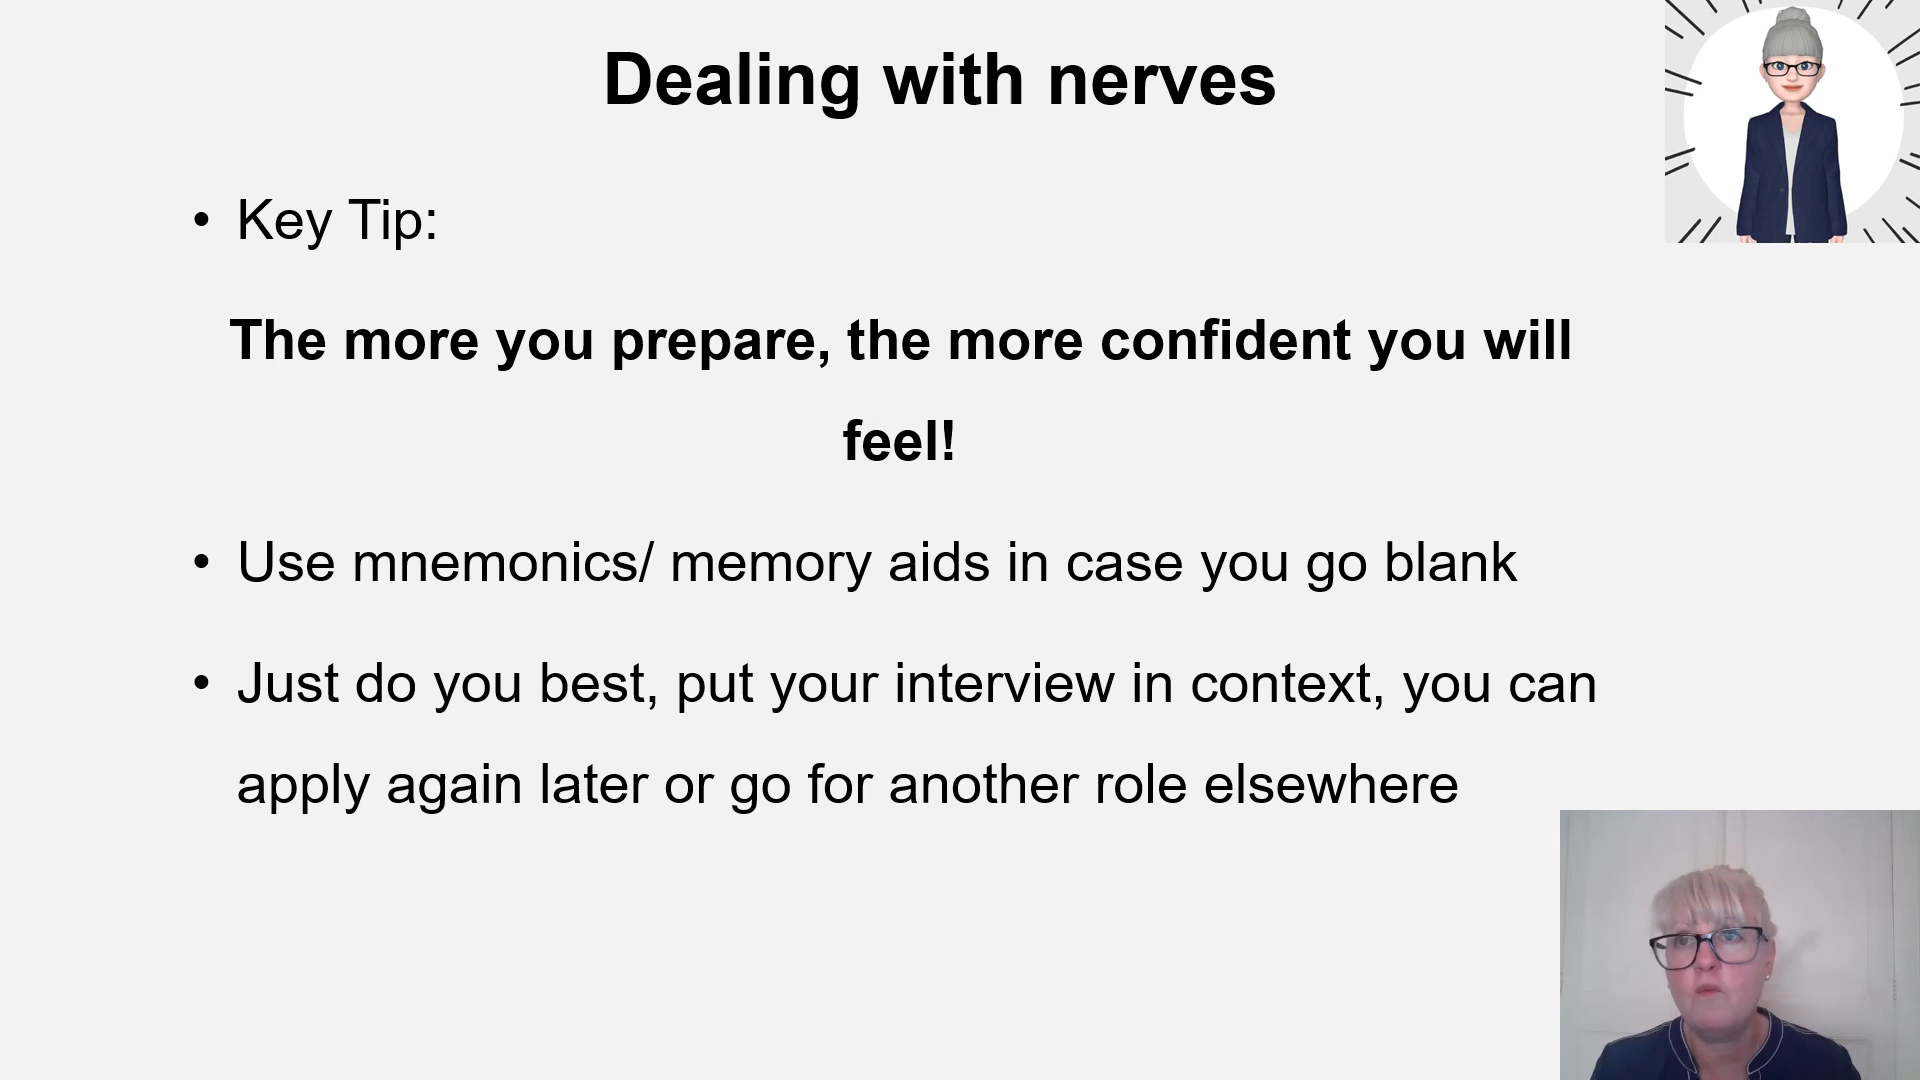 Dealing with nerves
• Key Tip:
The more you prepare, the more confident you will
feel!
• Use mnemonics/ memory aids in case you go blank
• Just do you best, put your interview in context, you can
apply again later or go for another role elsewhere